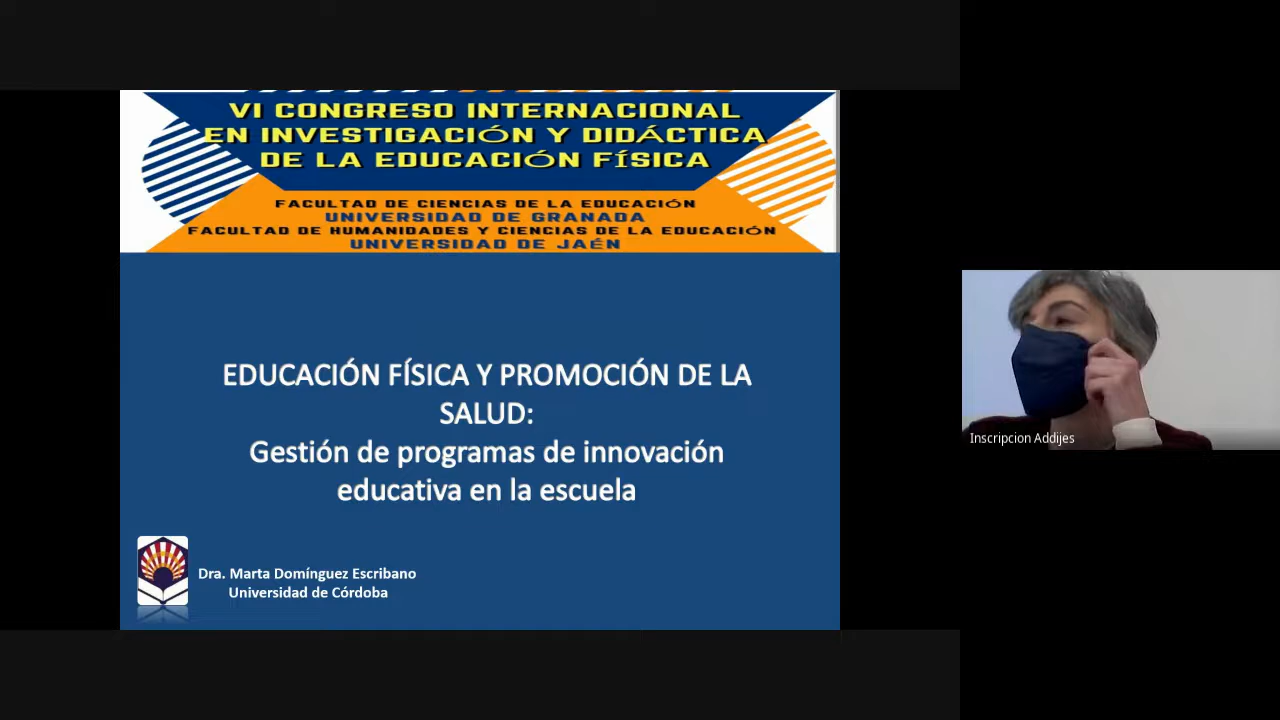 VI CONGRESO INTERNACIONAL
EN INVESTIGACIÓN Y DIDÁCTICA
DE LA EDUCACIÓN FÍSICA
FACULTAD DE CIENCIAS DE LA EDUCACIÓN
UNIVERSIDAD DE GRANADA
FACULTAD DE HUMANIDADES Y CIENCIAS DE LA EDUCACIÓN
UNIVERSIDAD DE JAÉN
EDUCACIÓN FÍSICA Y PROMOCIÓN DE LA
SALUD:
Gestión de programas de innovación
educativa en la escuela
Dra. Marta Domínguez Escribano
Universidad de Córdoba
Inscripcion Addijes